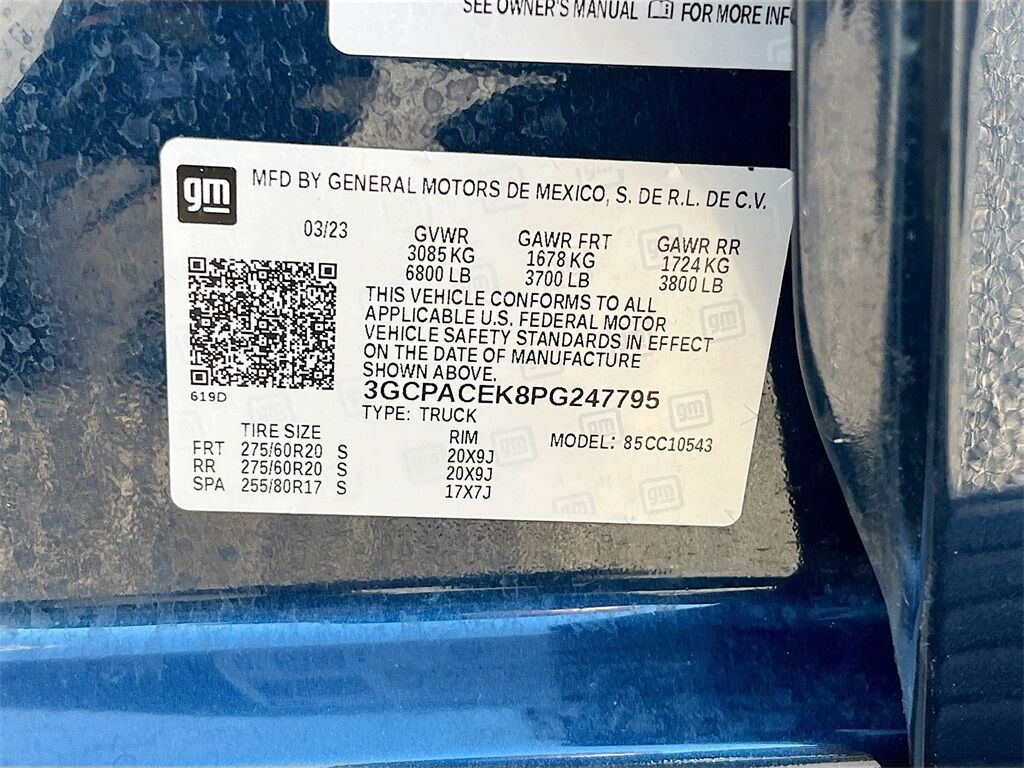 SEE OWNER'S MANUAL FOR MORE INF
gm
MFD BY GENERAL MOTORS DE MEXICO, S. DE R.L. DE C.V.
03/23 GVWR GAWR FRT GAWR RR
3085 KG 1678 KG 1724 KG
6800 LB 3700 LB 3800 LB
THIS VEHICLE CONFORMS TO ALL
APPLICABLE U.S. FEDERAL MOTOR
VEHICLE SAFETY STANDARDS IN EFFECT
ON THE DATE OF MANUFACTURE
SHOWN ABOVE.
619D
3GCPACEK8PG247795
TYPE: TRUCK
TIRE SIZE RIM MODEL: 85CC10543
FRT 275/60R20 S 20X9J
RR 275/60R20 S 20X9J
SPA 255/80R17 S 17X7J